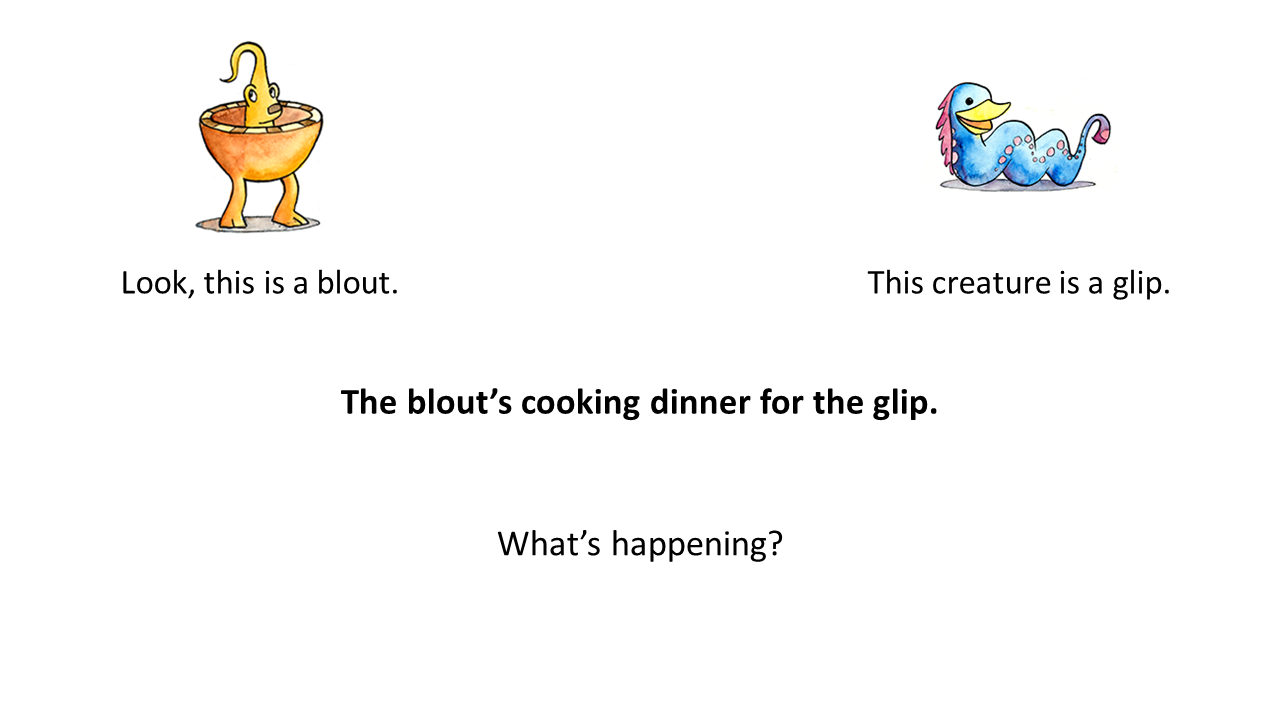 Look, this is a blout.
This creature is a glip.
The blout’s cooking dinner for the glip.
What’s happening?